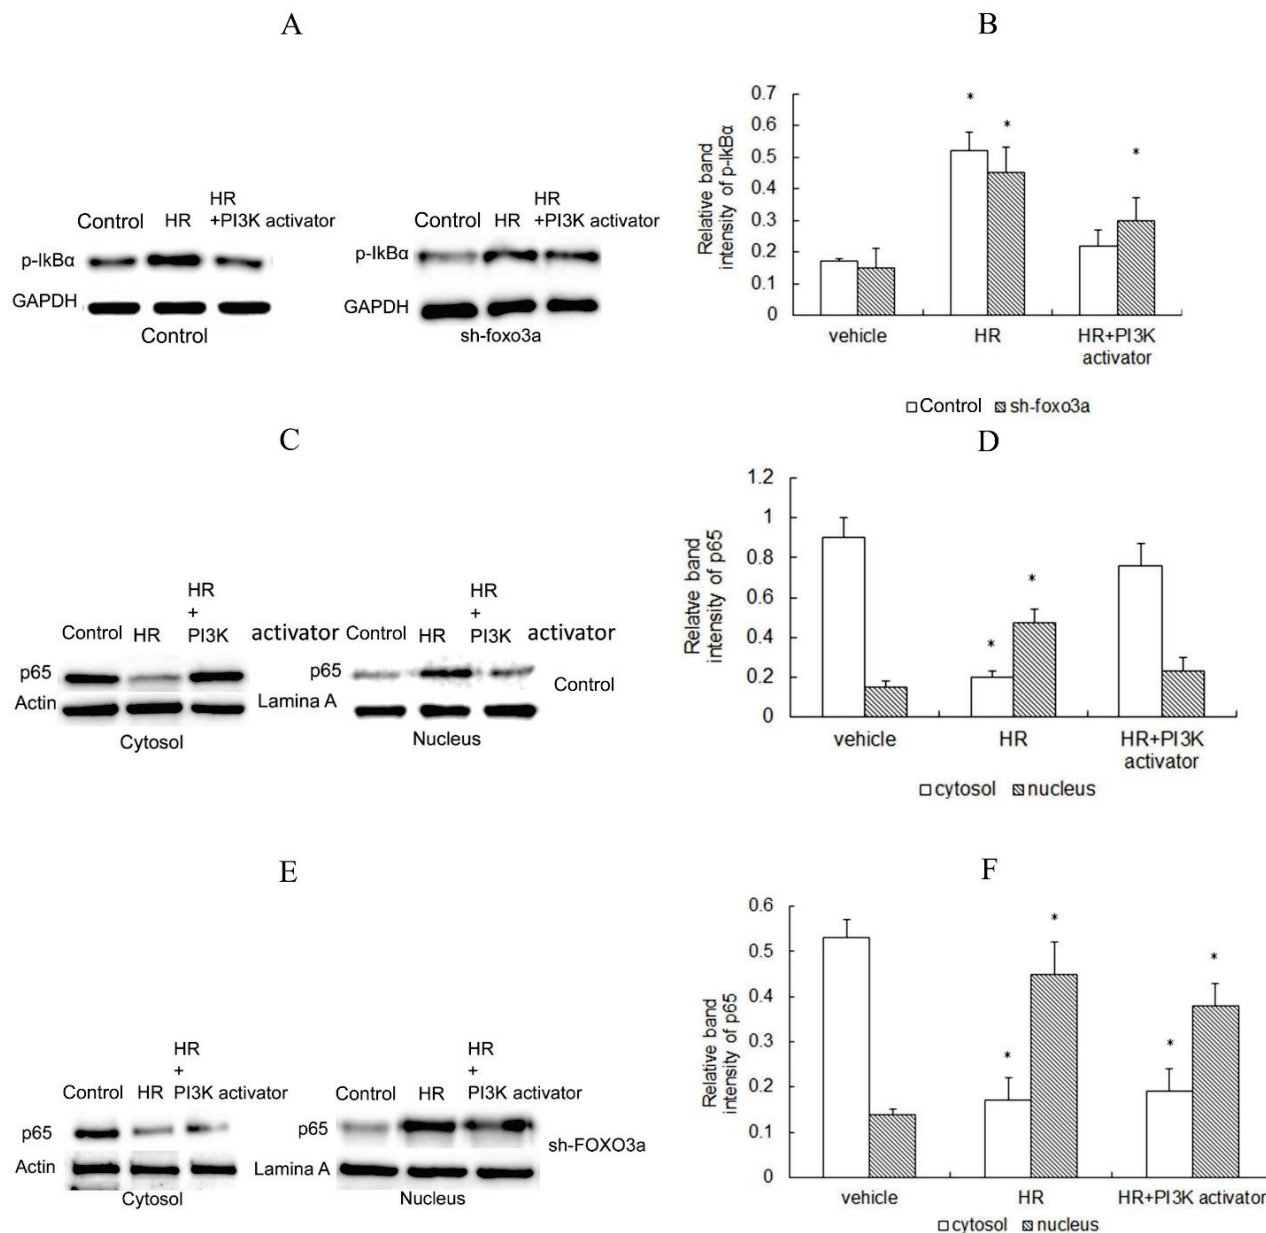 A
HR
HR
Control HR +PI3K activator
Control HR +PI3K activator
p-IkBα
p-IkBα
GAPDH
GAPDH
Control
sh-foxo3a
B
Relative band
intensity of p-IkBα
0.7
0.6
0.5
0.4
0.3
0.2
0.1
0
vehicle HR HR+PI3K
activator
Control sh-foxo3a
C
HR
+
Control HR PI3K activator
HR
+
Control HR PI3K activator
p65
Actin
Cytosol
p65
Lamina A
Nucleus
Control
D
Relatve band
intensity of p65
1.2
1
0.8
0.6
0.4
0.2
0
vehicle HR HR+PI3K
activator
cytosol nucleus
E
HR
+
Control HR PI3K activator
HR
+
Control HR PI3K activator
p65
Actin
Cytosol
p65
Lamina A
Nucleus
sh-FOXO3a
F
Relative band
intensity of p65
0.6
0.5
0.4
0.3
0.2
0.1
0
vehicle HR HR+PI3K activator
cytosol nucleus